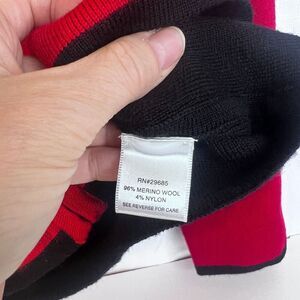 RN#29685
96% MERINO WOOL
4% NYLON
SEE REVERSE FOR CARE